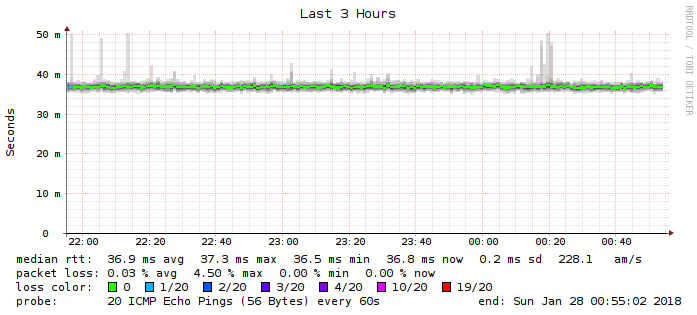 Last 3 Hours
RRDTOOL / TOBI OETIKER
Seconds
50 m
40 m
30 m
20 m
10 m
0
22:00 22:20 22:40 23:00 23:20 23:40 00:00 00:20 00:40
median rtt: 36.9 ms avg 37.3 ms max 36.5 ms min 36.8 ms now 0.2 ms sd 228.1 am/s
packet loss: 0.03 % avg 4.50 % max 0.00 % min 0.00 % now
loss color: 0 1/20 2/20 3/20 4/20 10/20 19/20
probe: 20 ICMP Echo Pings (56 Bytes) every 60s end: Sun Jan 28 00:55:02 2018